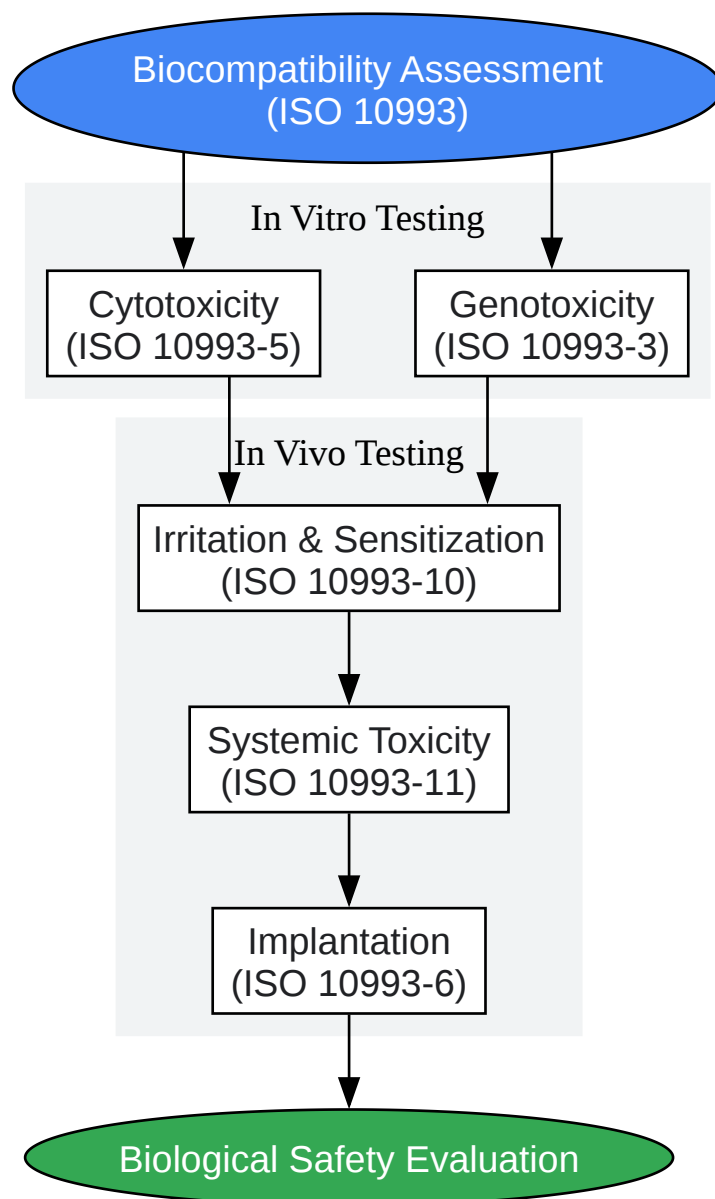 Biocompatibility Assessment
(ISO 10993)
In Vitro Testing
Cytotoxicity
(ISO 10993-5)
Genotoxicity
(ISO 10993-3)
In Vivo Testing
Irritation & Sensitization
(ISO 10993-10)
Systemic Toxicity
(ISO 10993-11)
Implantation
(ISO 10993-6)
Biological Safety Evaluation